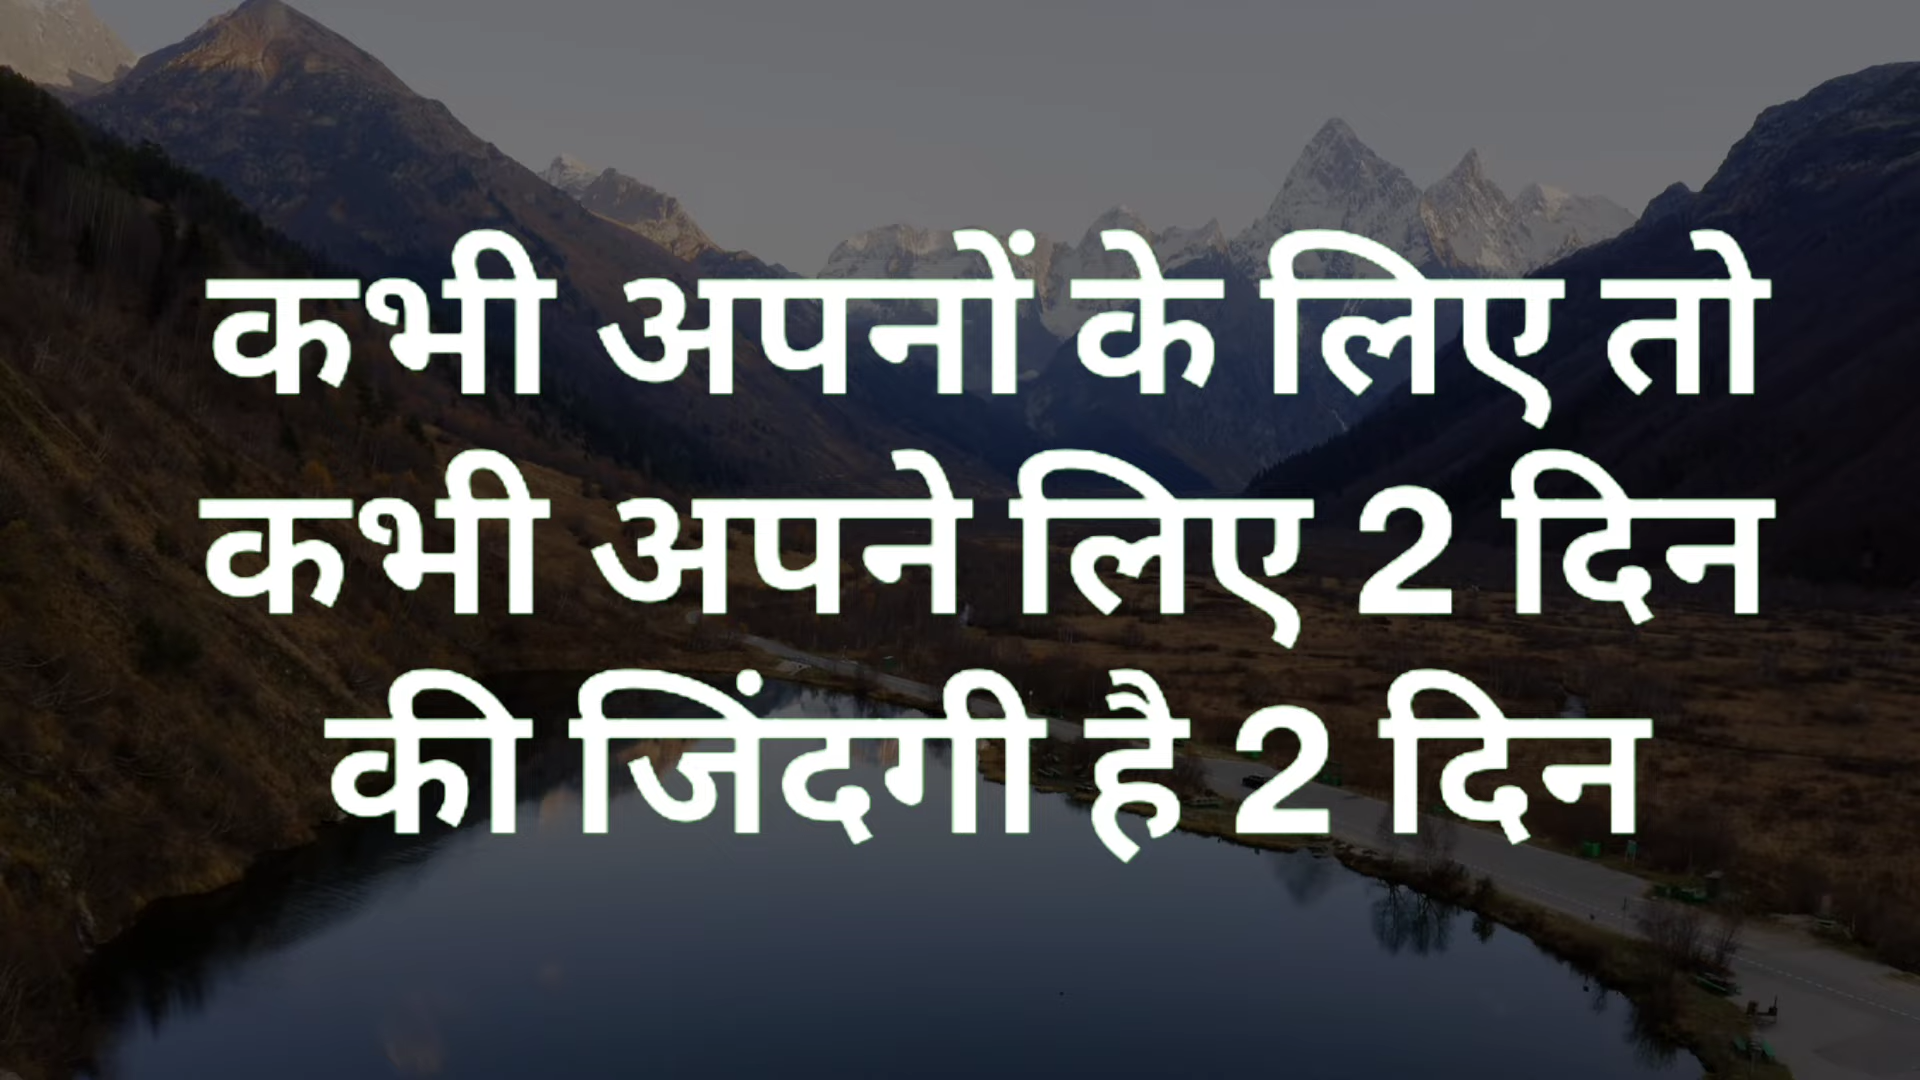 कभी अपनों के लिए तो
कभी अपने लिए 2 दिन
की जिंदगी है 2 दिन